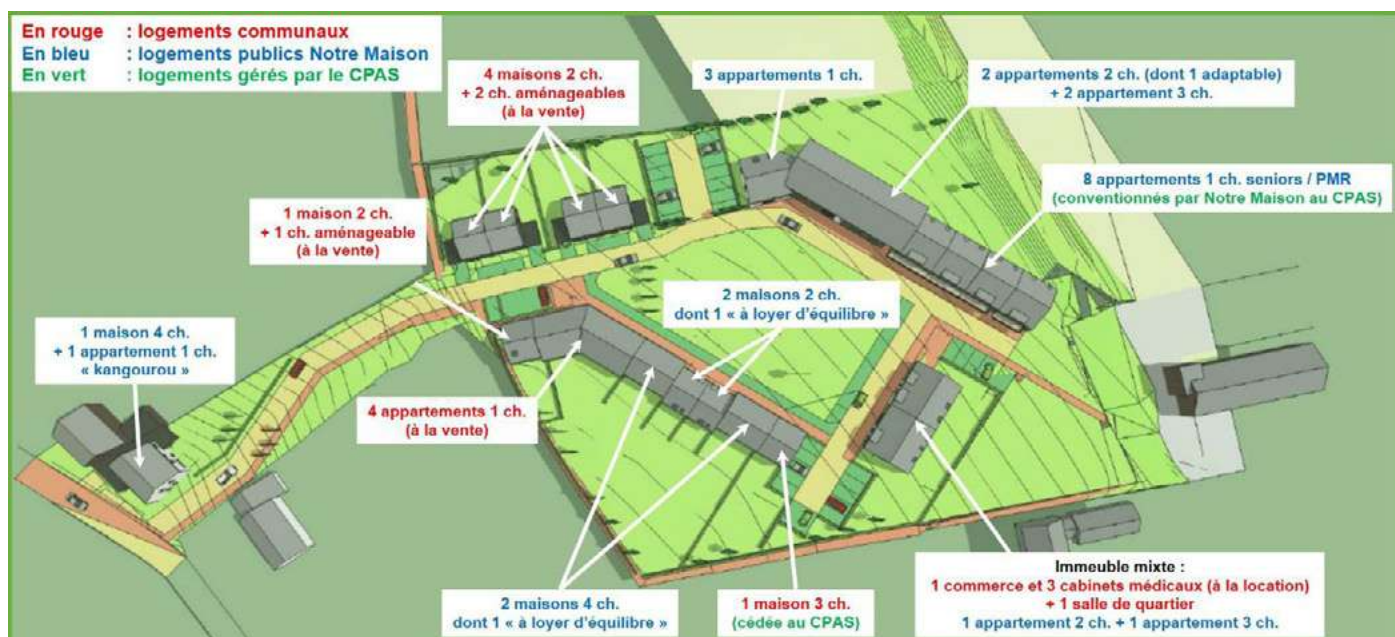 En rouge : logements communaux
En bleu : logements publics Notre Maison
En vert : logements gérés par le CPAS
4 maisons 2 ch.
+ 2 ch. aménageables
(à la vente)
3 appartements 1 ch.
2 appartements 2 ch. (dont 1 adaptable)
+ 2 appartement 3 ch.
8 appartements 1 ch. seniors / PMR
(conventionnés par Notre Maison au CPAS)
1 maison 2 ch.
+ 1 ch. aménageable
(à la vente)
2 maisons 2 ch.
dont 1 « à loyer d'équilibre »
1 maison 4 ch.
+ 1 appartement 1 ch.
« kangourou »
4 appartements 1 ch.
(à la vente)
2 maisons 4 ch.
dont 1 « à loyer d'équilibre »
1 maison 3 ch.
(cédée au CPAS)
Immeuble mixte :
1 commerce et 3 cabinets médicaux (à la location)
+ 1 salle de quartier
1 appartement 2 ch. + 1 appartement 3 ch.